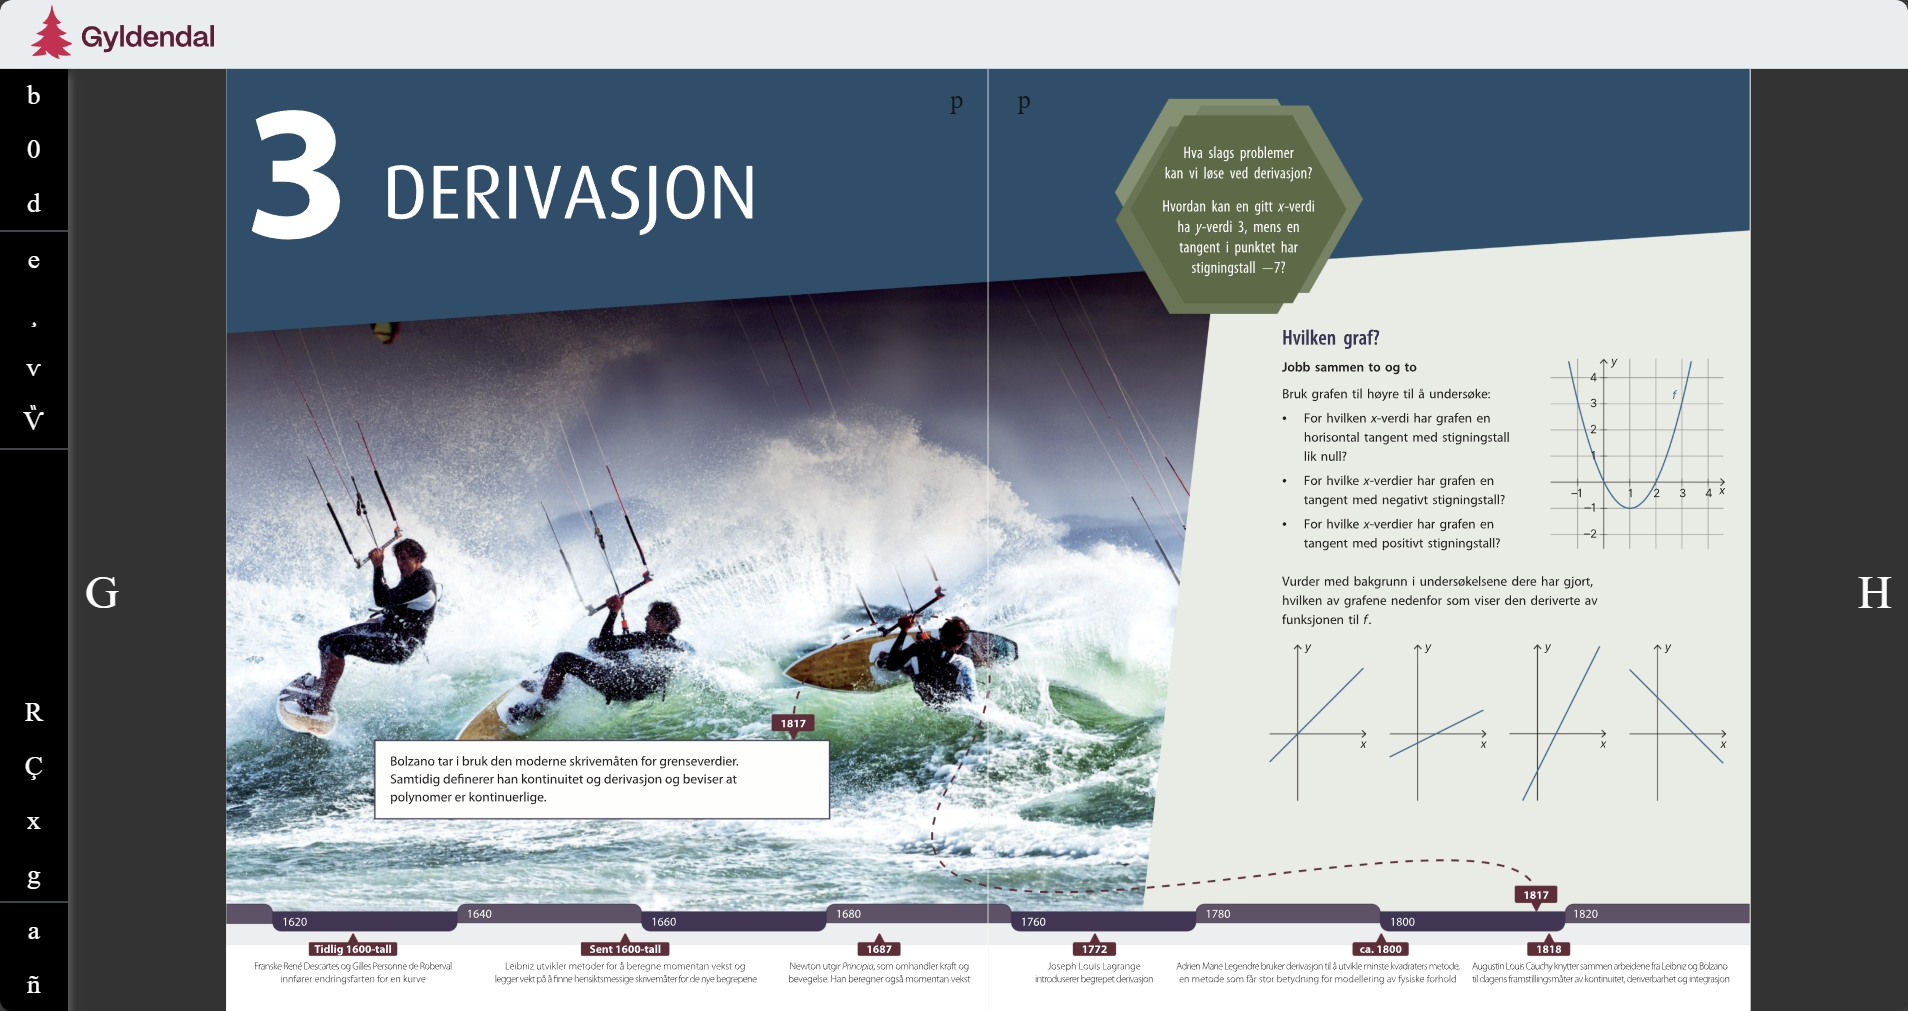 Gyldendal
b
0
d
e
¸
v
R
Ç
x
g
a
ñ
G
H
p
p
3 DERIVASJON
Hva slags problemer
kan vi løse ved derivasjon?
Hvordan kan en gitt x-verdi
ha y-verdi 3, mens en
tangent i punktet har
stigningstall —7?
Hvilken graf?
Jobb sammen to og to
Bruk grafen til høyre til å undersøke:
• For hvilken x-verdi har grafen en
horisontal tangent med stigningstall
lik null?
• For hvilke x-verdier har grafen en
tangent med negativt stigningstall?
• For hvilke x-verdier har grafen en
tangent med positivt stigningstall?
y
4
f
3
2
1
−1 1 2 3 4 x
−1
−2
Vurder med bakgrunn i undersøkelsene dere har gjort,
hvilken av grafene nedenfor som viser den deriverte av
funksjonen til f.
y y y y
x x x x
1817
Bolzano tar i bruk den moderne skrivemåten for grenseverdier.
Samtidig definerer han kontinuitet og derivasjon og beviser at
polynomer er kontinuerlige.
1817
1620 1640 1660 1680 1760 1780 1800 1820
Tidlig 1600-tall
Franske René Descartes og Gilles Personne de Roberval
innfører endringsfarten for en kurve
Sent 1600-tall
Leibniz utvikler metoder for å beregne momentan vekst og
legger vekt på å finne hensiktsmessige skrivemåter for de nye begrepene
1687
Newton utgir Principia, som omhandler kraft og
bevegelse. Han beregner også momentan vekst
1772
Joseph Louis Lagrange
introduserer begrepet derivasjon
ca. 1800
Adrien Marie Legendre bruker derivasjon til å utvikle minste kvadraters metode,
en metode som får stor betydning for modellering av fysiske forhold
1818
Augustin Louis Cauchy knytter sammen arbeidene fra Leibniz og Bolzano
til dagens framstillingsmåter av kontinuitet, deriverbarhet og integrasjon